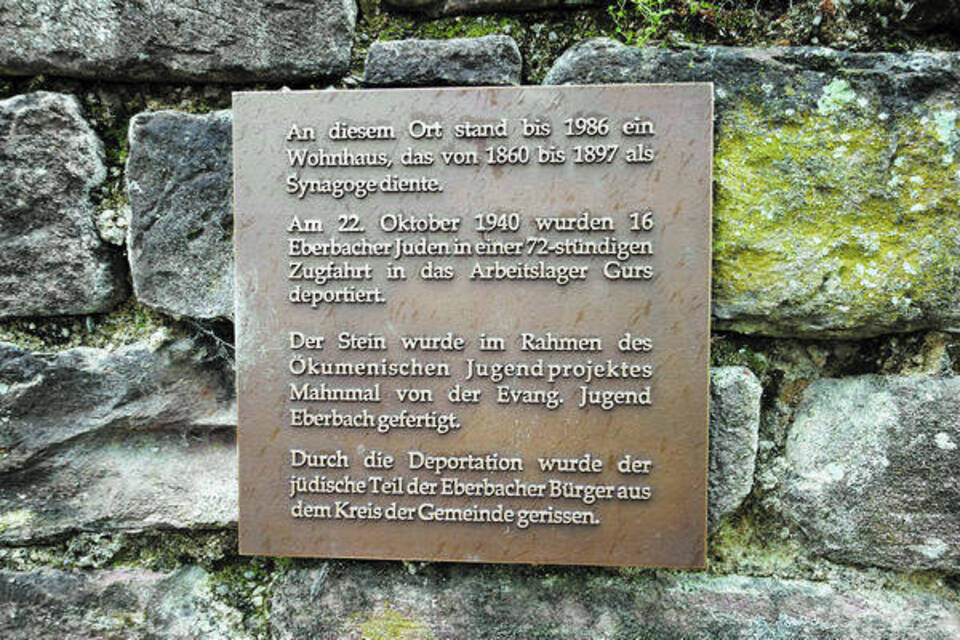 An diesem Ort stand bis 1986 ein
Wohnhaus, das von 1860 bis 1897 als
Synagoge diente.
Am 22. Oktober 1940 wurden 16
Eberbacher Juden in einer 72-stündigen
Zugfahrt in das Arbeitslager Gurs
deportiert.
Der Stein wurde im Rahmen des
Ökumenischen Jugendprojektes
Mahnmal von der Evang. Jugend
Eberbach gefertigt.
Durch die Deportation wurde der
jüdische Teil der Eberbacher Bürger aus
dem Kreis der Gemeinde gerissen.